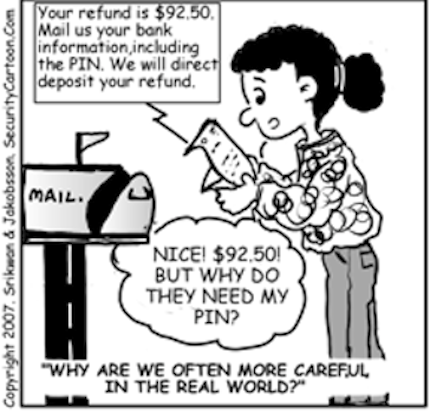 Your refund is $92.50.
Mail us your bank
information,including
the PIN. We will direct
deposit your refund.
MAIL.
NICE! $92.50!
BUT WHY DO
THEY NEED MY
PIN?
"WHY ARE WE OFTEN MORE CAREFUL
IN THE REAL WORLD?"
Copyright 2007. Srikwan & Jakobsson. SecurityCartoon.Com